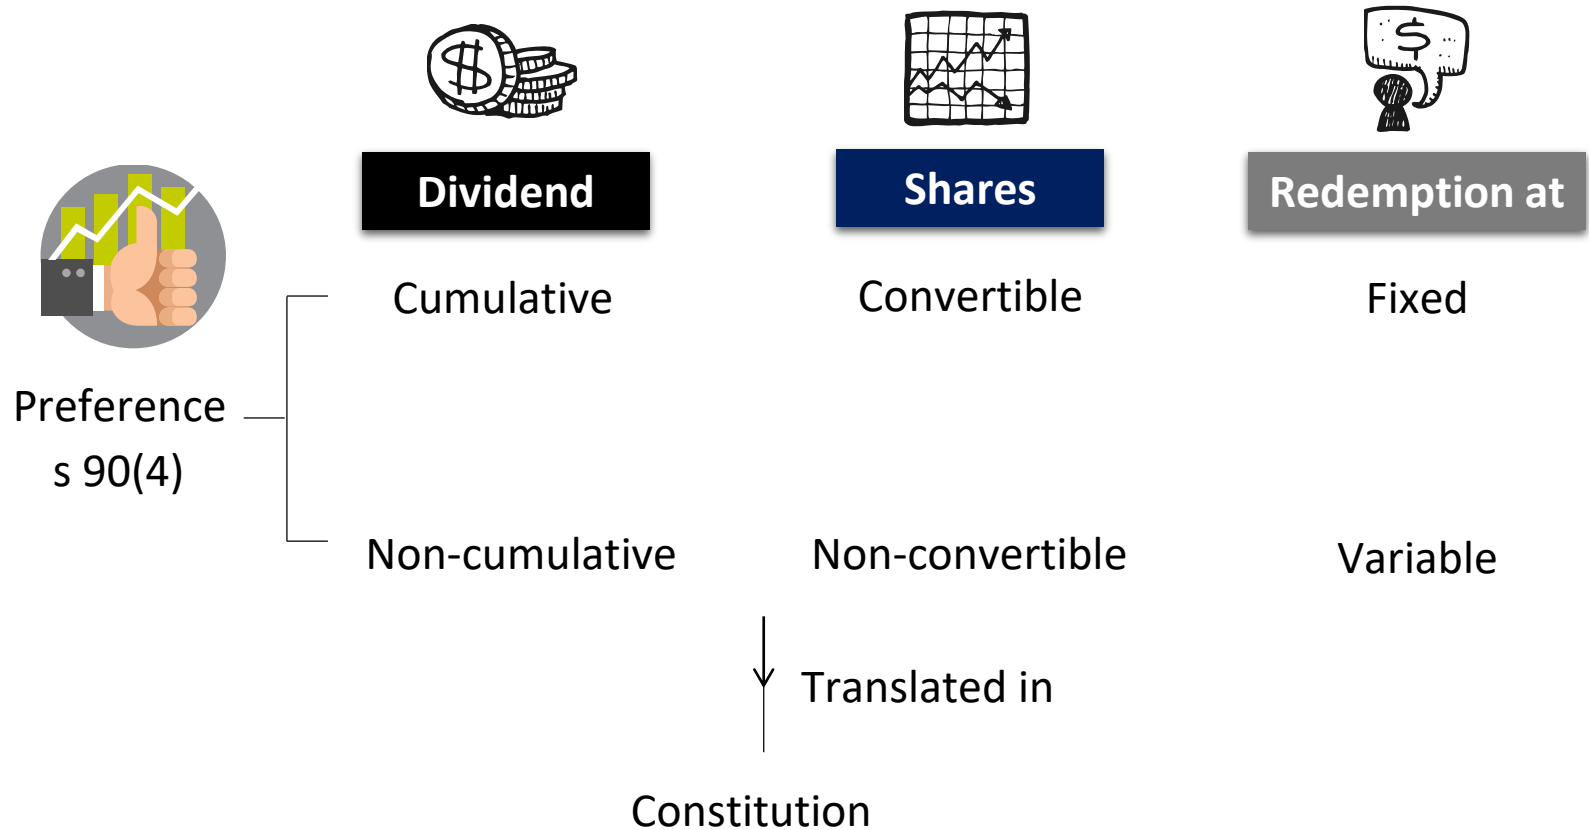 Dividend
Shares
Redemption at
Cumulative
Convertible
Fixed
Preference
s 90(4)
Non-cumulative
Non-convertible
Variable
Translated in
Constitution